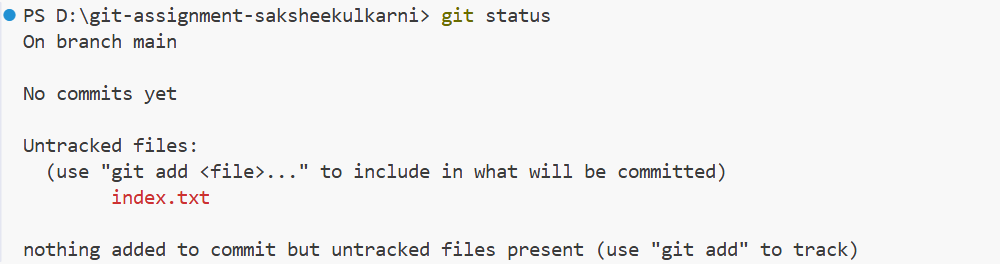 PS D:\git-assignment-saksheekulkarni> git status
On branch main
No commits yet
Untracked files:
(use "git add <file>..." to include in what will be committed)
index.txt
nothing added to commit but untracked files present (use "git add" to track)